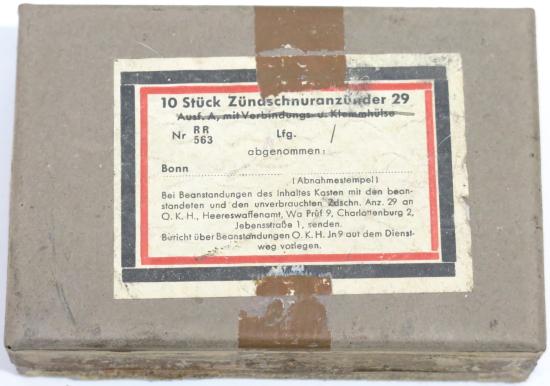 10 Stück Zündschnuranzünder 29
Ausf. A, mit Verbindungs- u. Klemmhülse
Nr RR 563 Lfg. /
abgenommen:
Bonn
(Abnahmestempel)
Bei Beanstandungen des Inhaltes Kasten mit den bean-
standeten und den unverbrauchten Zdschn. Anz. 29 an
O. K. H., Heereswaffenamt, Wa Prüf 9, Charlottenburg 2,
Jebensstraße 1, senden.
Bericht über Beanstandungen O. K. H. Jn 9 auf dem Dienst-
weg vorlegen.